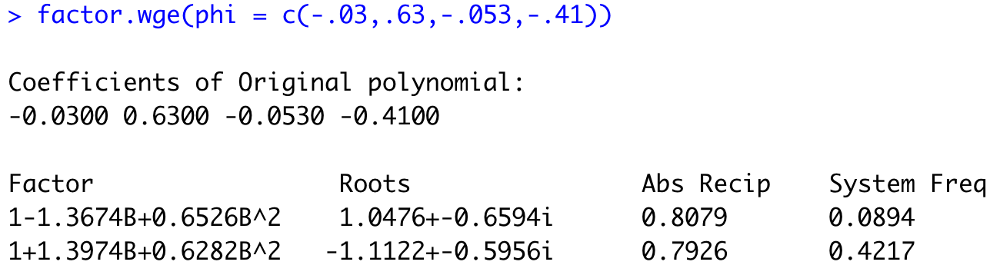 > factor.wge(phi = c(-.03,.63,-.053,-.41))
Coefficients of Original polynomial:
-0.0300 0.6300 -0.0530 -0.4100
Factor Roots Abs Recip System Freq
1-1.3674B+0.6526B^2 1.0476+-0.6594i 0.8079 0.0894
1+1.3974B+0.6282B^2 -1.1122+-0.5956i 0.7926 0.4217